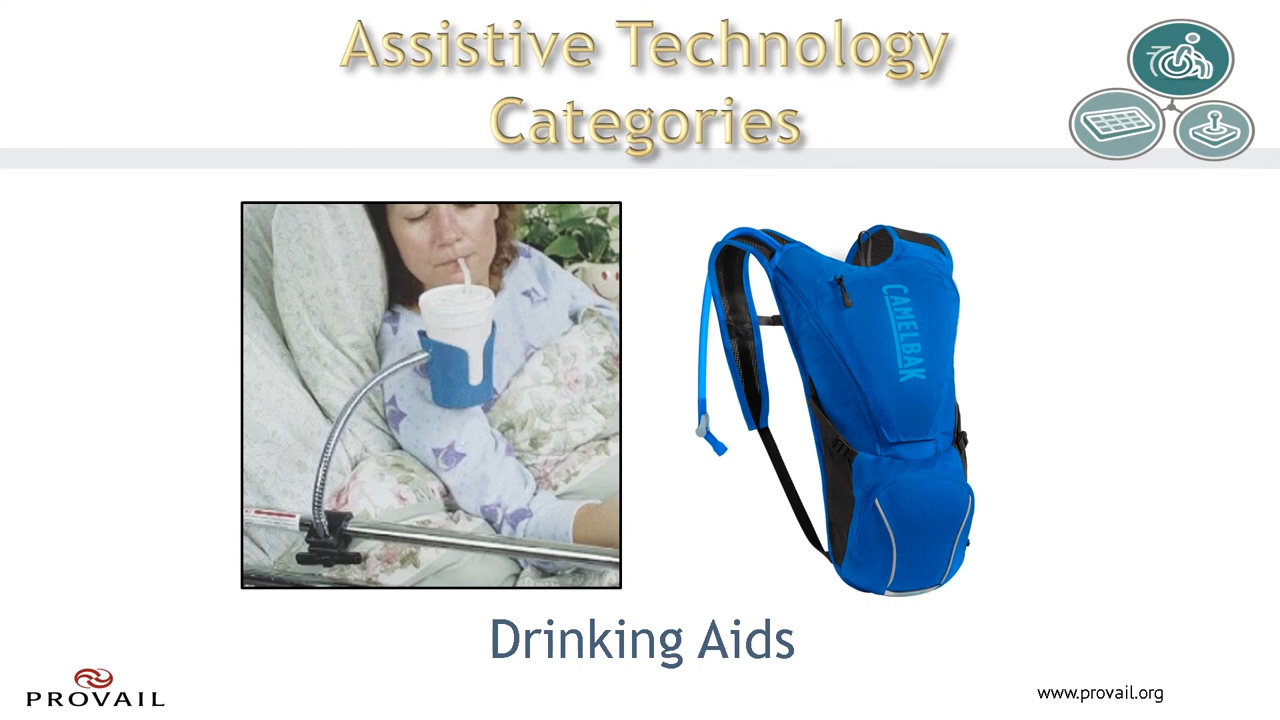 Assistive Technology
Categories
CAMELBAK
Drinking Aids
PROVAIL
www.provail.org